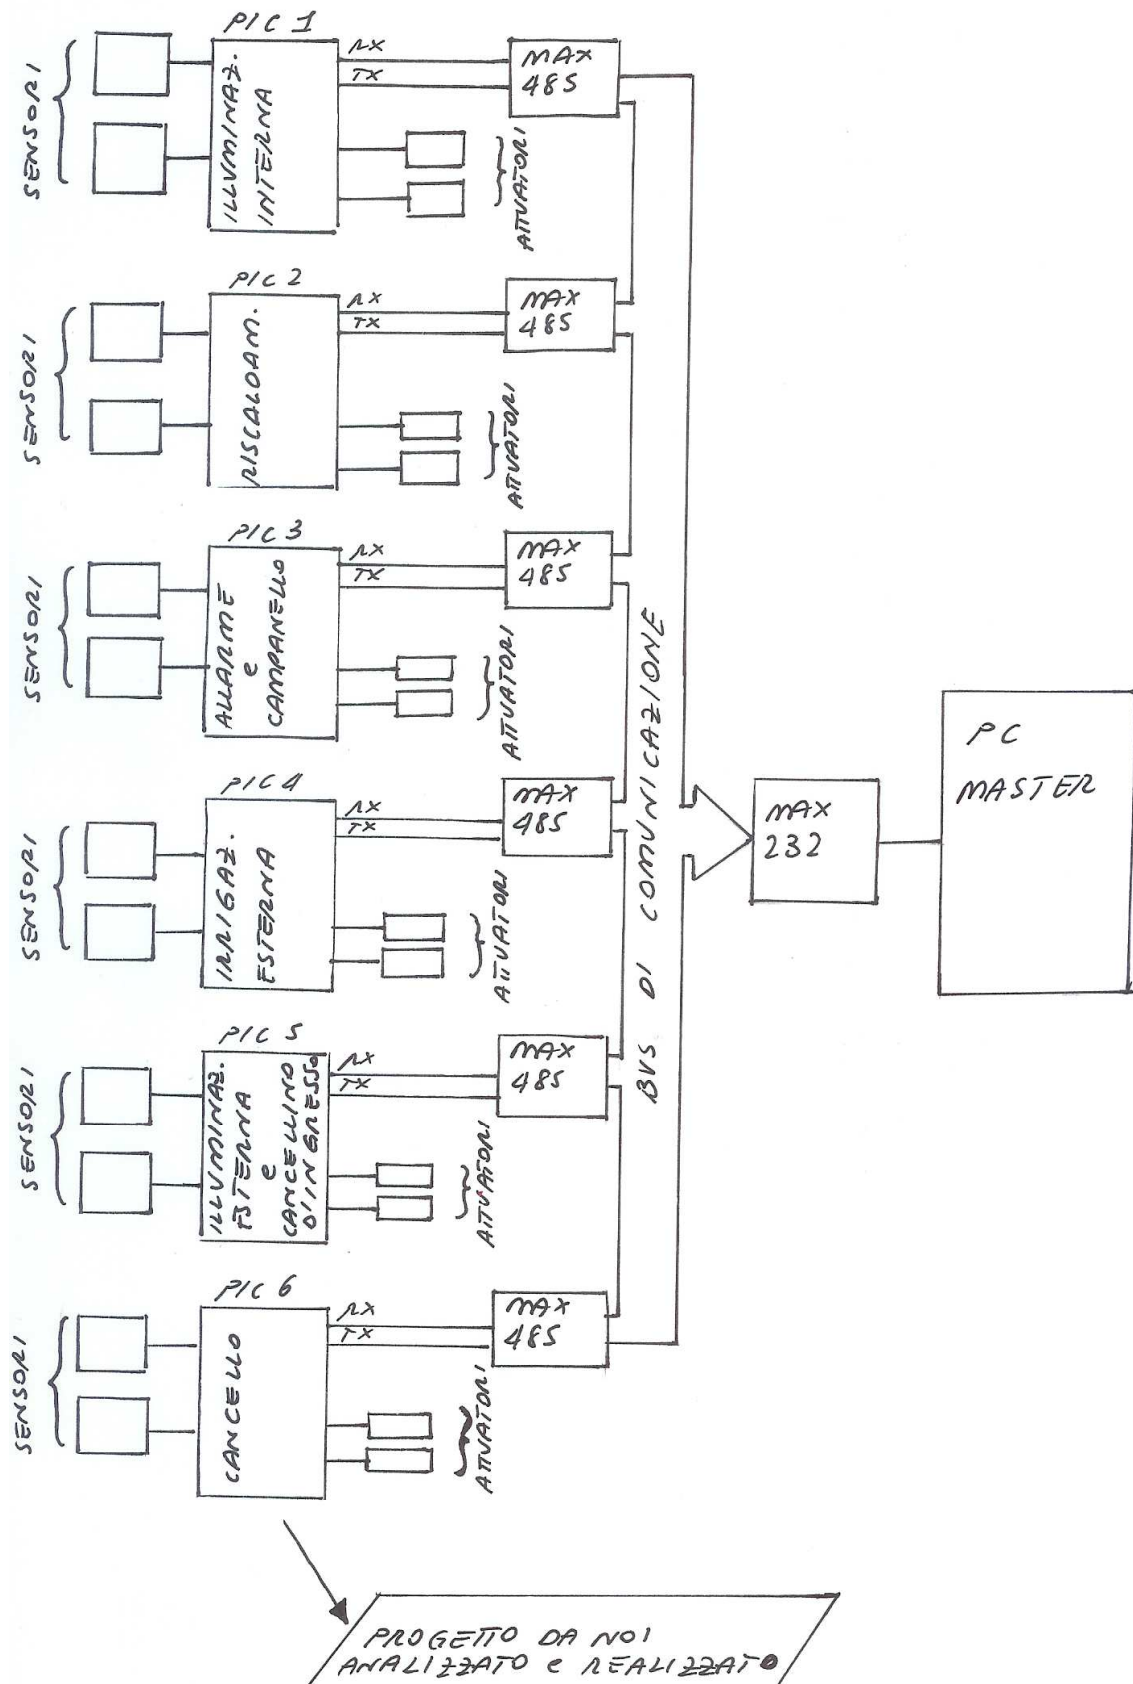 PIC 1
SENSORI
ILLUMINAZ.
INTERNA
RX
TX
MAX
485
ATTUATORI
PIC 2
SENSORI
RISCALDAM.
RX
TX
MAX
485
ATTUATORI
PIC 3
SENSORI
ALLARME
e
CAMPANELLO
RX
TX
MAX
485
ATTUATORI
BUS DI COMUNICAZIONE
PC
MASTER
MAX
232
PIC 4
SENSORI
IRRIGAZ.
ESTERNA
RX
TX
MAX
485
ATTUATORI
PIC 5
SENSORI
ILLUMINAZ.
ESTERNA
e
CANCELLINO
D'INGRESSO
RX
TX
MAX
485
ATTUATORI
PIC 6
SENSORI
CANCELLO
RX
TX
MAX
485
ATTUATORI
PROGETTO DA NOI
ANALIZZATO e REALIZZATO